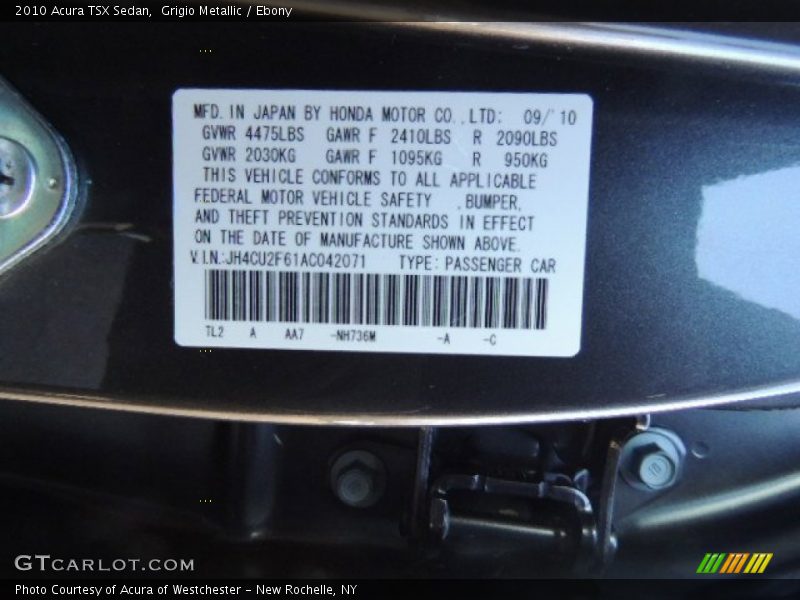 2010 Acura TSX Sedan, Grigio Metallic / Ebony
MFD. IN JAPAN BY HONDA MOTOR CO., LTD: 09/'10
GVWR 4475LBS GAWR F 2410LBS R 2090LBS
GVWR 2030KG GAWR F 1095KG R 950KG
THIS VEHICLE CONFORMS TO ALL APPLICABLE
FEDERAL MOTOR VEHICLE SAFETY ,BUMPER,
AND THEFT PREVENTION STANDARDS IN EFFECT
ON THE DATE OF MANUFACTURE SHOWN ABOVE.
V.I.N.:JH4CU2F61AC042071 TYPE: PASSENGER CAR
TL2 A AA7 -NH736M -A -C
10
GTCARLOT.COM
Photo Courtesy of Acura of Westchester - New Rochelle, NY